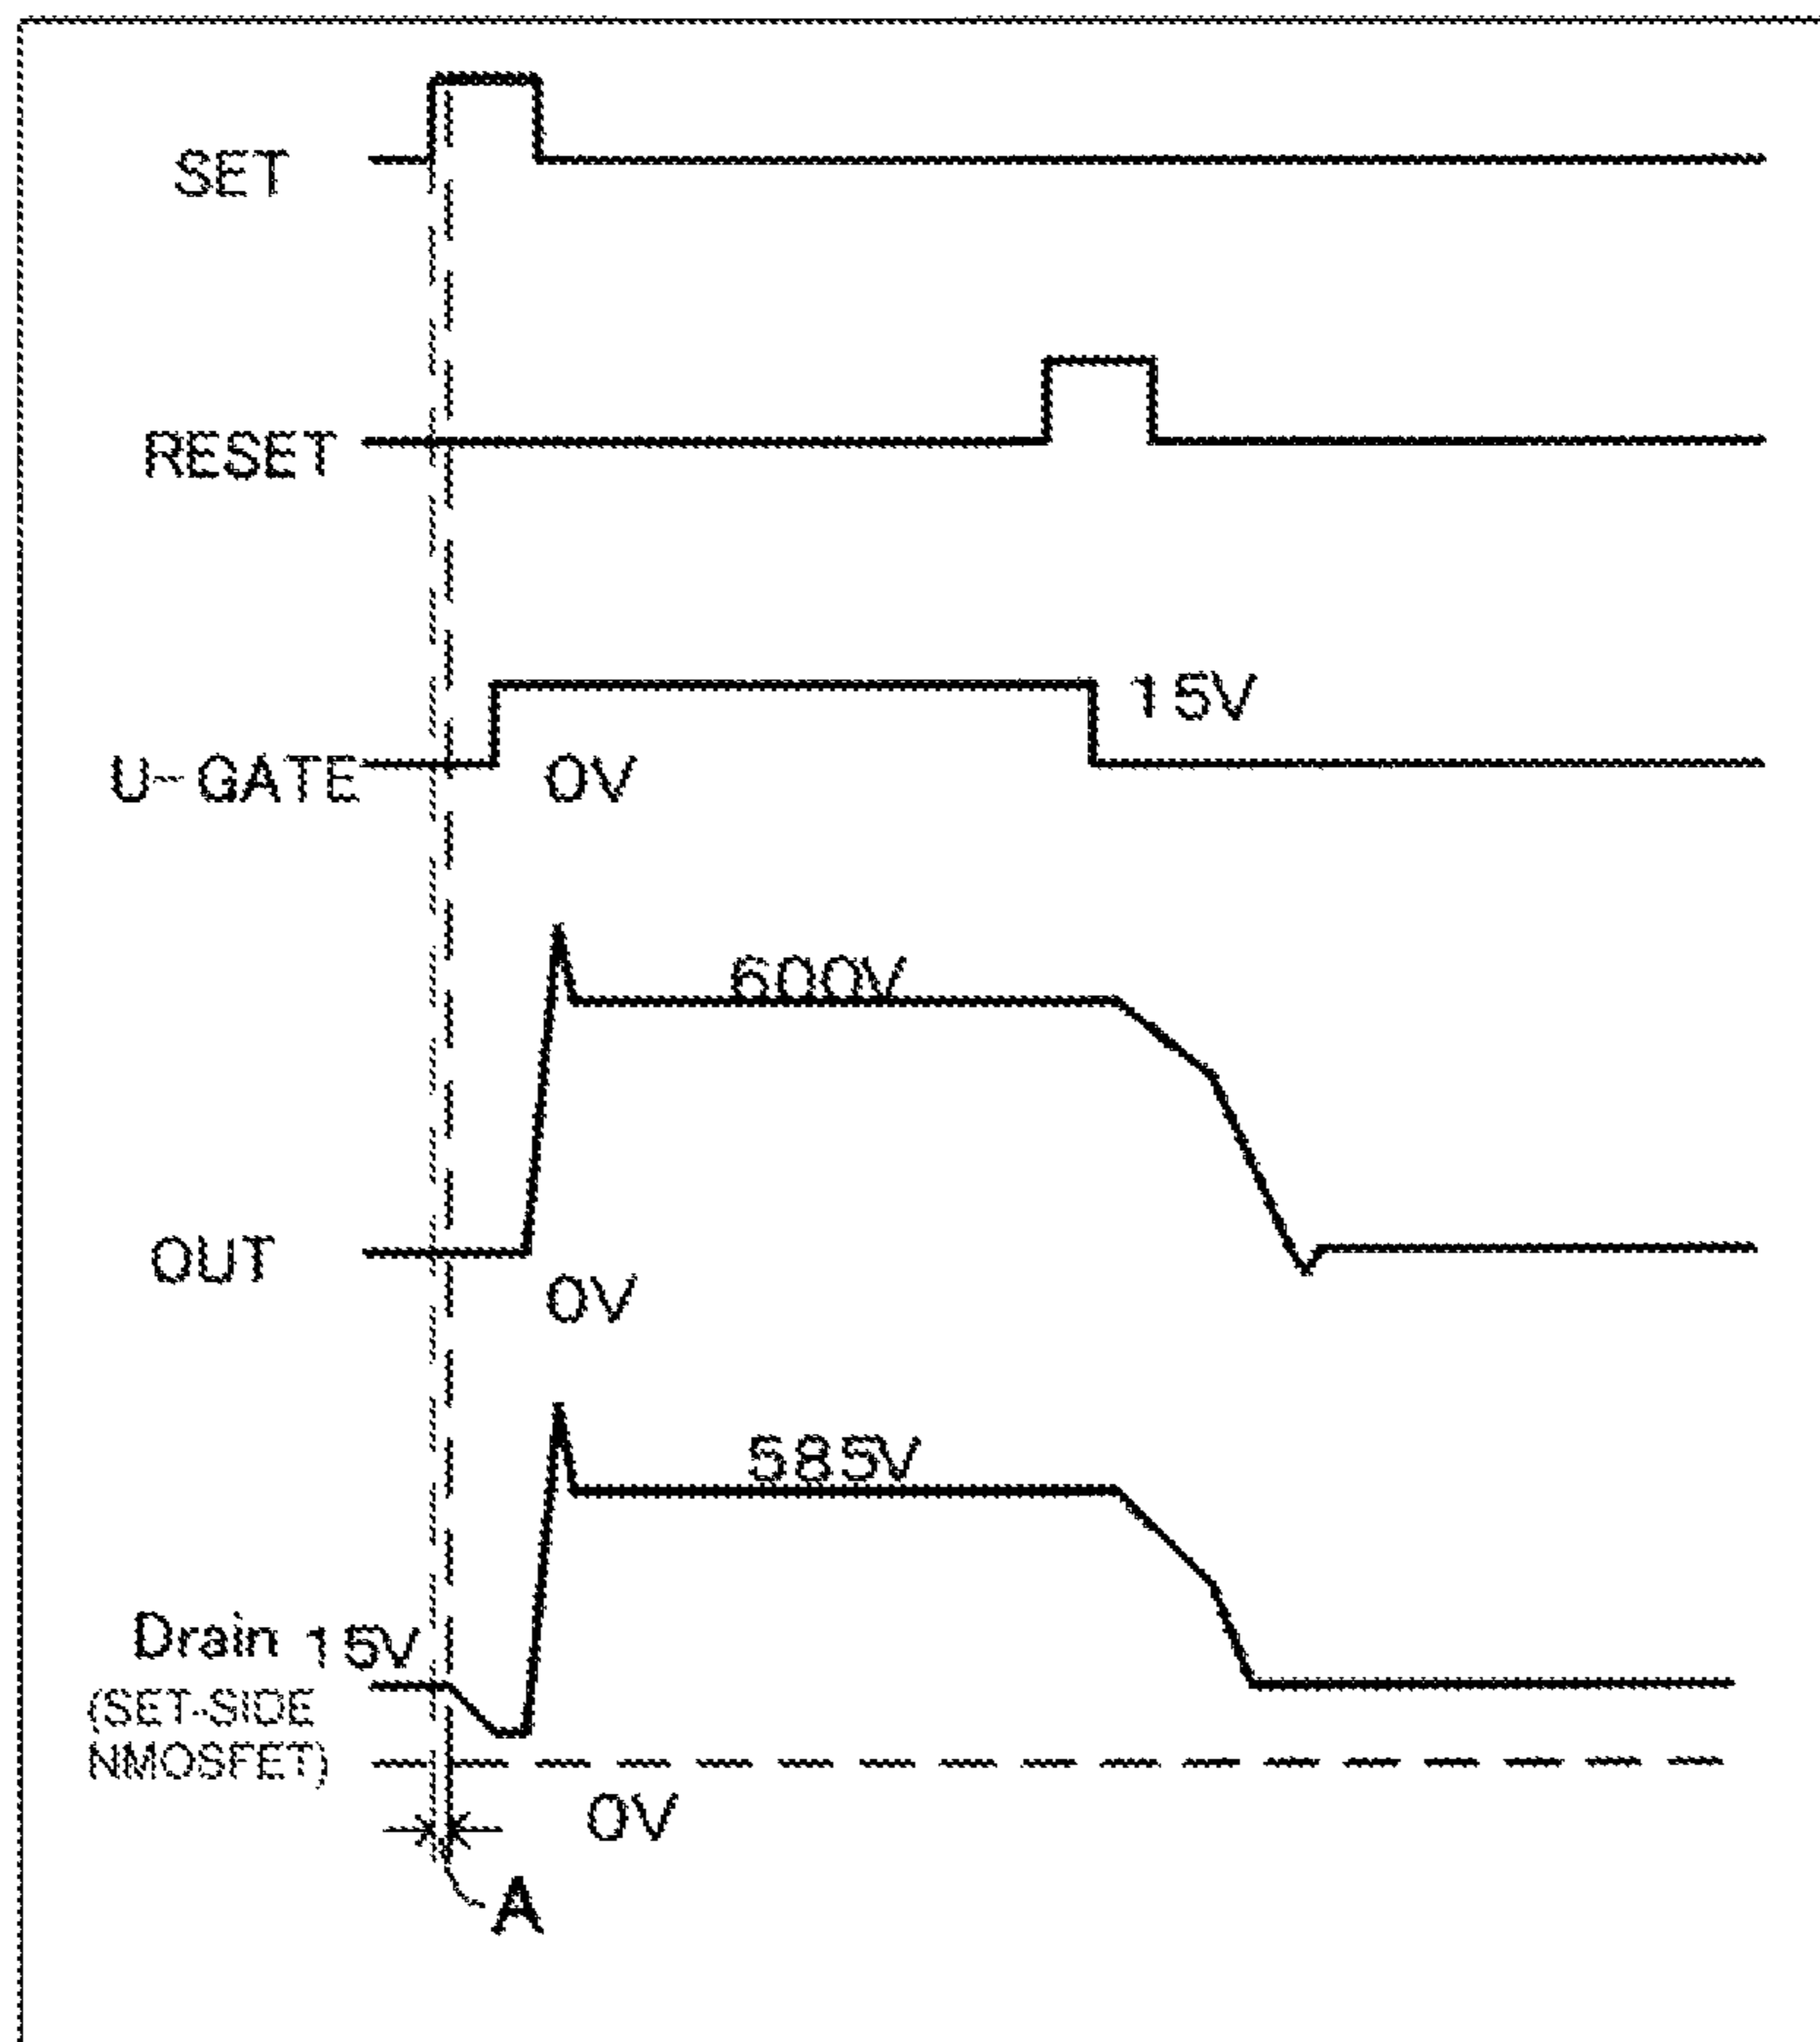 SET
RESET
15V
U-GATE
0V
600V
OUT
0V
585V
Drain 15V
(SET-SIDE
NMOSFET)
0V
A